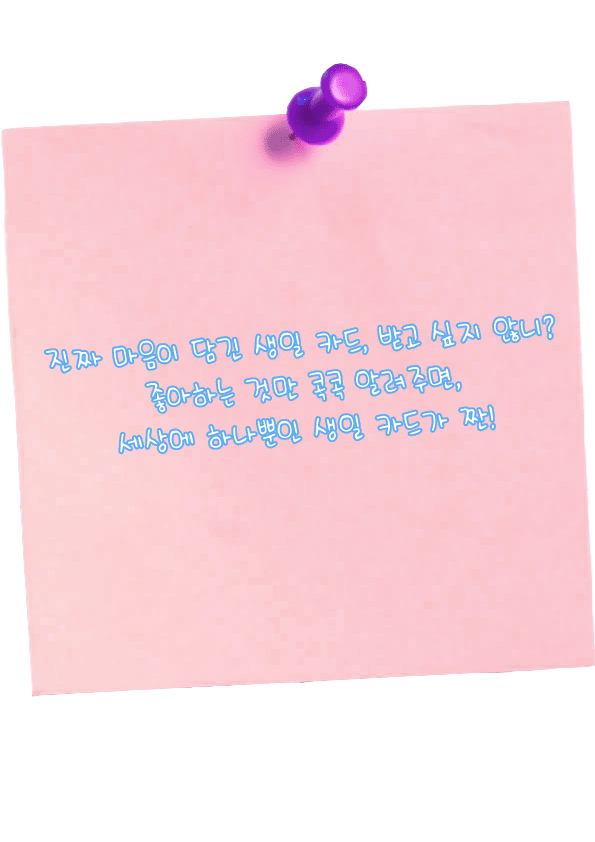 진짜 마음이 담긴 생일 카드, 받고 싶지 않니?
좋아하는 것만 콕콕 알려주면,
세상에 하나뿐인 생일 카드가 짠!